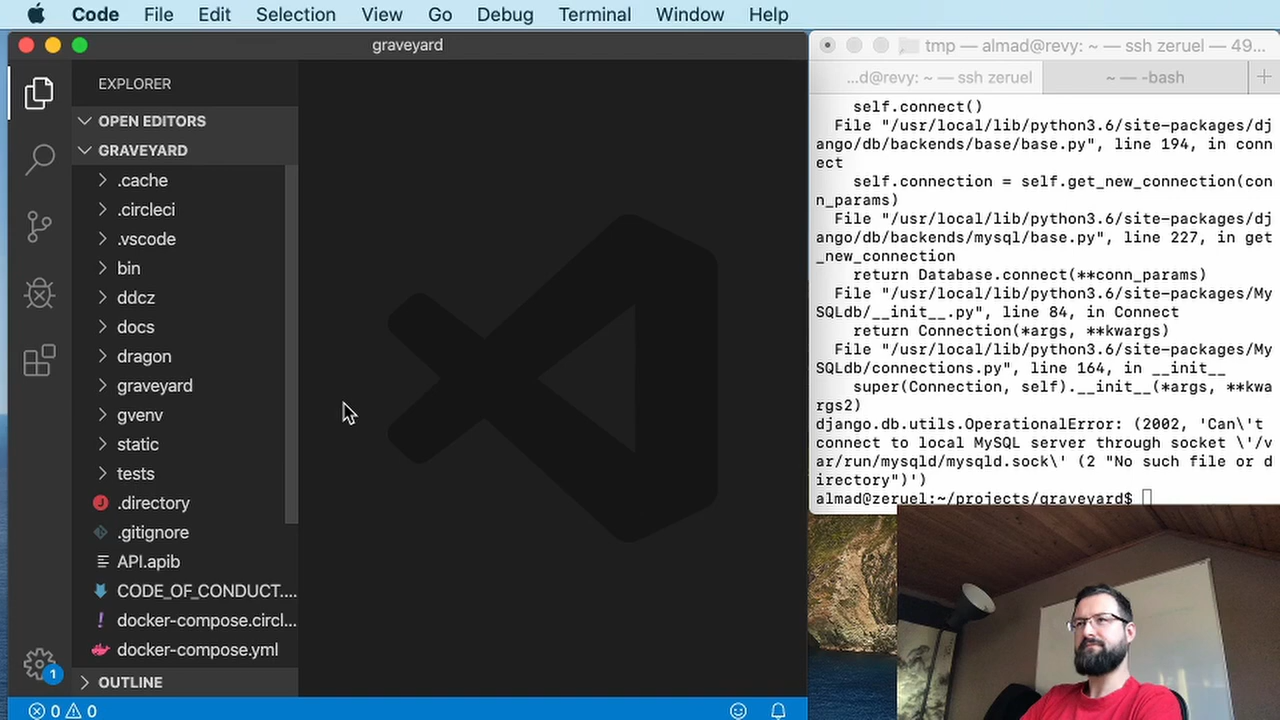 Code File Edit Selection View Go Debug Terminal Window Help
graveyard
EXPLORER
OPEN EDITORS
GRAVEYARD
.cache
.circleci
.vscode
bin
ddcz
docs
dragon
graveyard
gvenv
static
tests
.directory
.gitignore
API.apib
CODE_OF_CONDUCT....
docker-compose.circl...
docker-compose.yml
OUTLINE
1
0 0
tmp — almad@revy: ~ — ssh zeruel — 49...
...d@revy: ~ — ssh zeruel
~ — -bash
self.connect()
File "/usr/local/lib/python3.6/site-packages/dj
ango/db/backends/base/base.py", line 194, in conn
ect
self.connection = self.get_new_connection(con
n_params)
File "/usr/local/lib/python3.6/site-packages/dj
ango/db/backends/mysql/base.py", line 227, in get
_new_connection
return Database.connect(**conn_params)
File "/usr/local/lib/python3.6/site-packages/My
SQLdb/__init__.py", line 84, in Connect
return Connection(*args, **kwargs)
File "/usr/local/lib/python3.6/site-packages/My
SQLdb/connections.py", line 164, in __init__
super(Connection, self).__init__(*args, **kwa
rgs2)
django.db.utils.OperationalError: (2002, 'Can\'t
connect to local MySQL server through socket \'/v
ar/run/mysqld/mysqld.sock\' (2 "No such file or d
irectory")')
almad@zeruel:~/projects/graveyard$